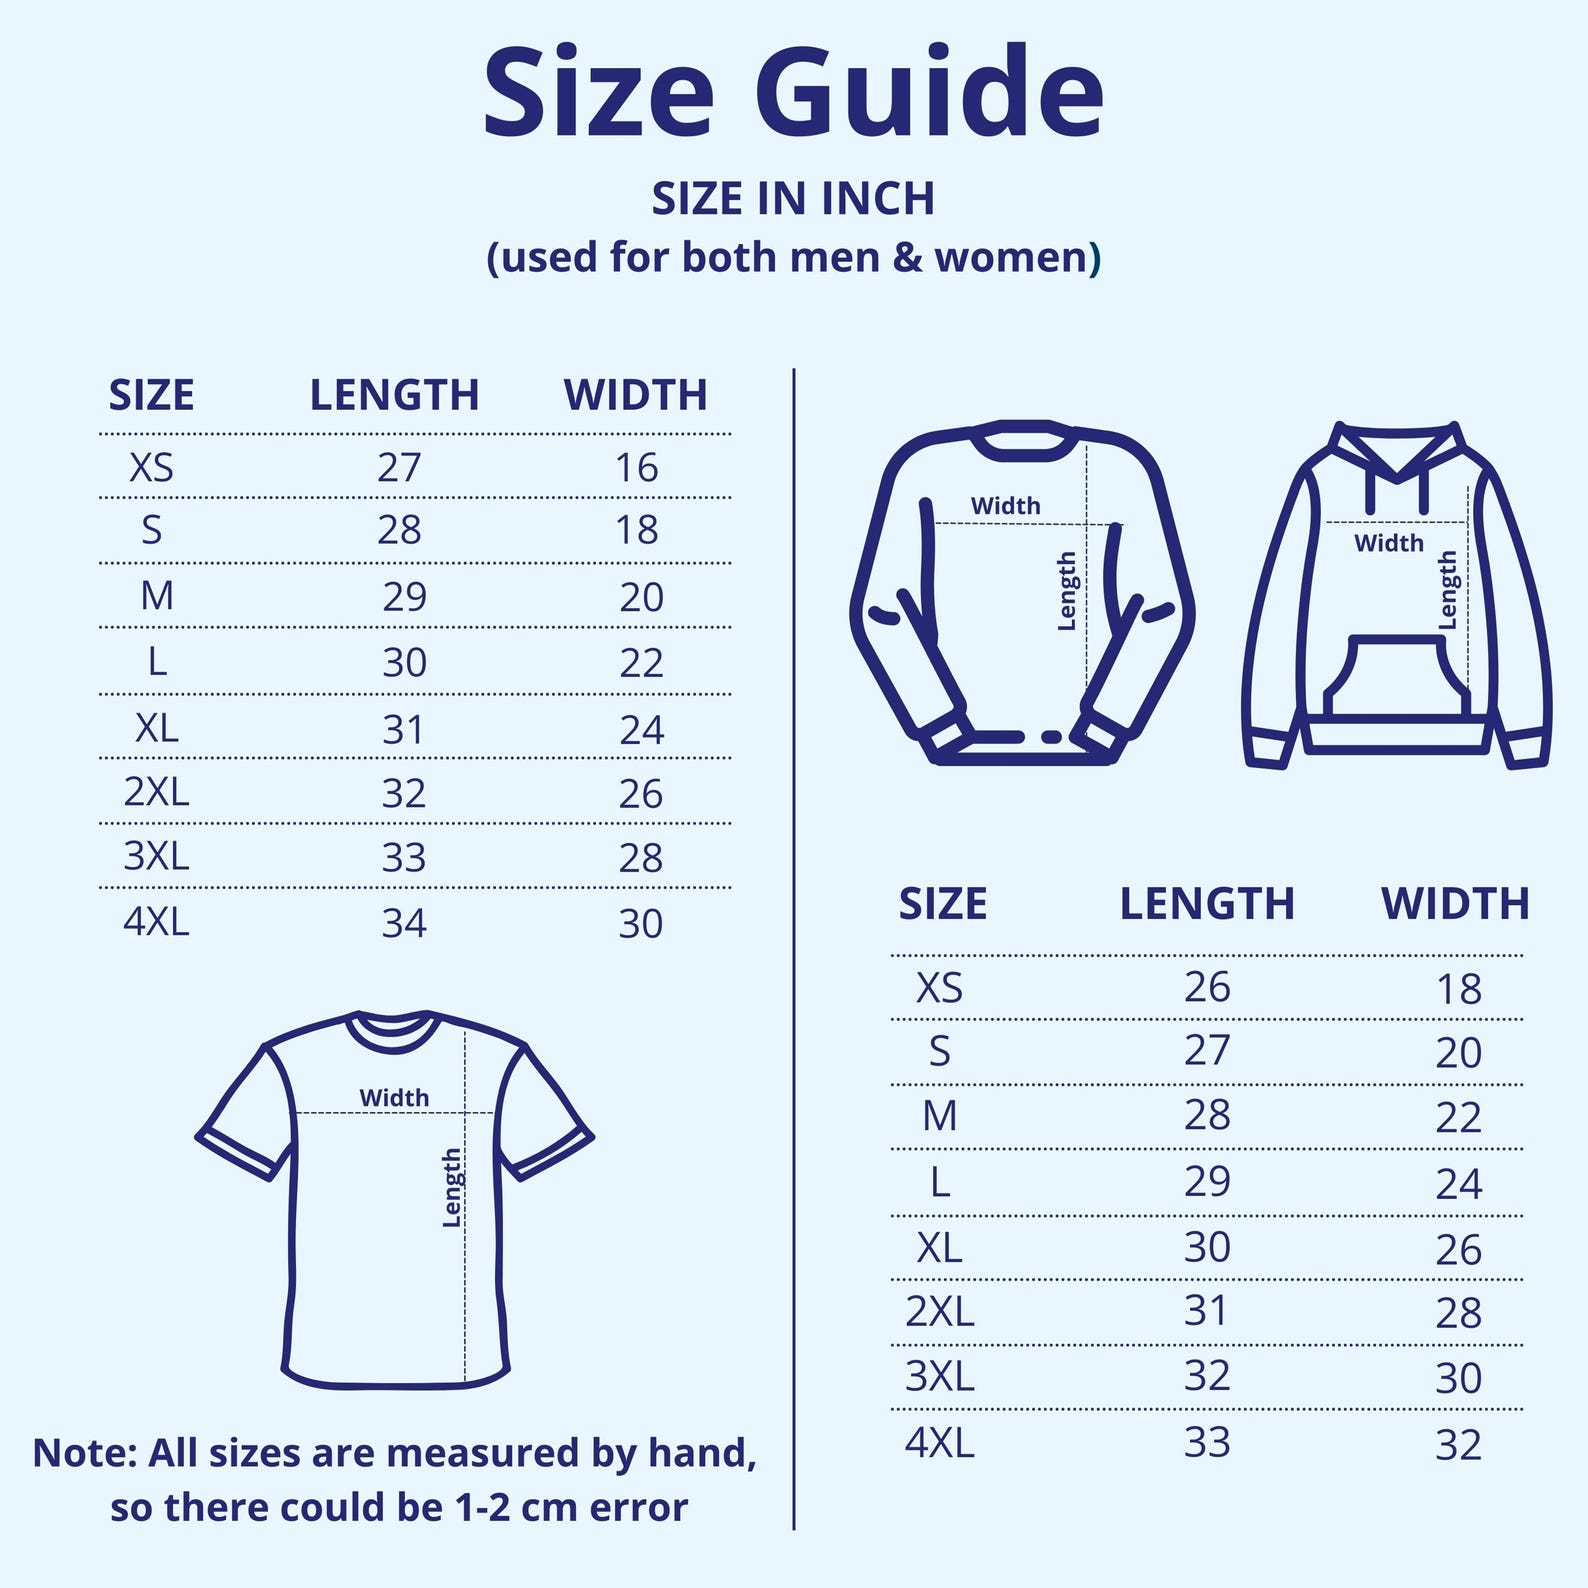 Size Guide
SIZE IN INCH
(used for both men & women)
SIZE LENGTH WIDTH
XS 27 16
S 28 18
M 29 20
L 30 22
XL 31 24
2XL 32 26
3XL 33 28
4XL 34 30
Width
Length
Note: All sizes are measured by hand,
so there could be 1-2 cm error
Width
Length
Width
Length
SIZE LENGTH WIDTH
XS 26 18
S 27 20
M 28 22
L 29 24
XL 30 26
2XL 31 28
3XL 32 30
4XL 33 32